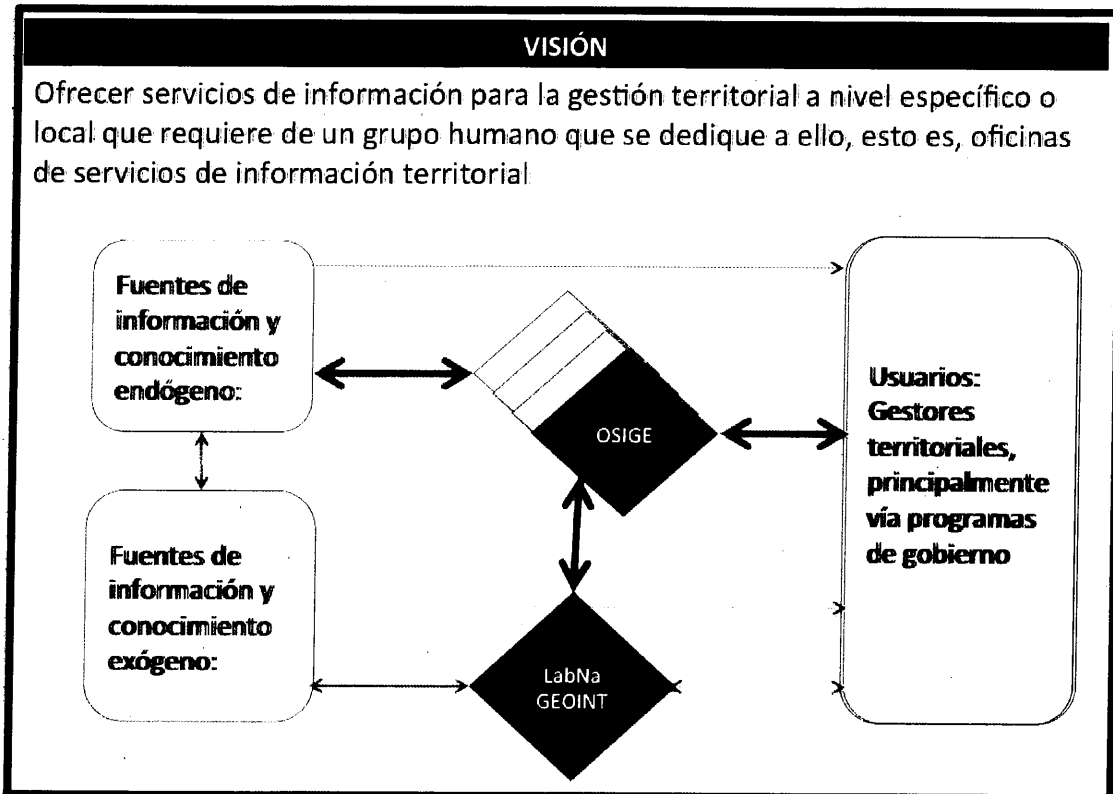 VISIÓN
Ofrecer servicios de información para la gestión territorial a nivel específico o
local que requiere de un grupo humano que se dedique a ello, esto es, oficinas
de servicios de información territorial
Fuentes de
información y
conocimiento
endógeno:
OSIGE
Usuarios:
Gestores
territoriales,
principalmente
vía programas
de gobierno
Fuentes de
información y
conocimiento
exógeno:
LabNa
GEOINT